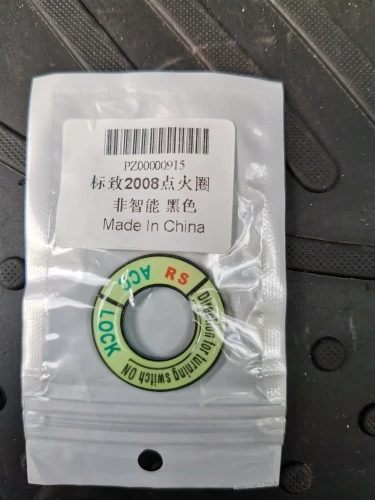 PZ00000915
标致2008点火圈
非智能 黑色
Made In China
LOCK
ACC
RS
Direction for turning switch ON